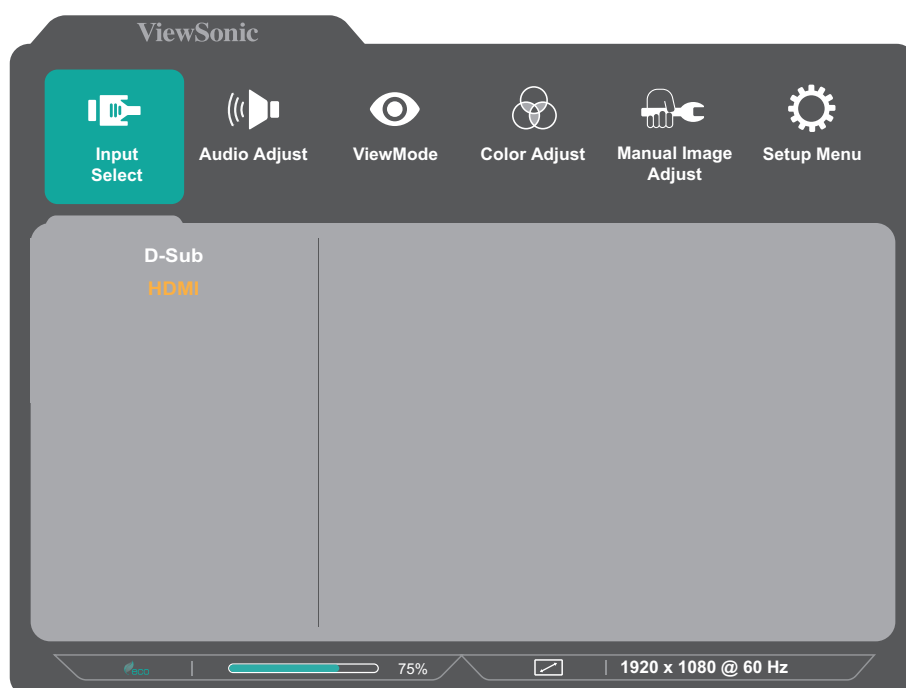 ViewSonic
Input
Select
Audio Adjust
ViewMode
Color Adjust
Manual Image
Adjust
Setup Menu
D-Sub
HDMI
eco
75%
1920 x 1080 @ 60 Hz